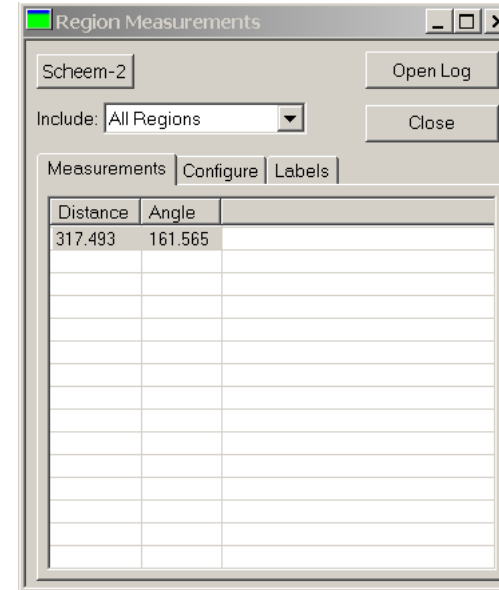 Region Measurements
Scheem-2
Open Log
Include: All Regions
Close
Measurements Configure Labels
Distance Angle
317.493 161.565